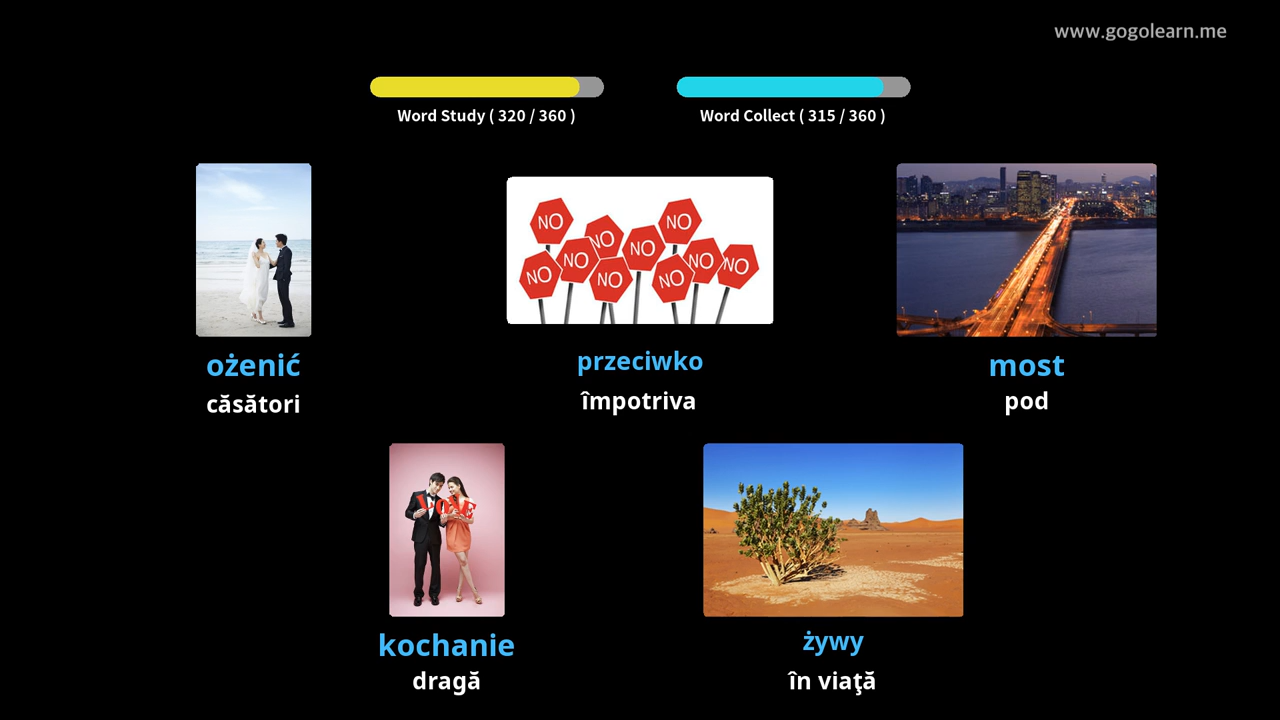 www.gogolearn.me
Word Study ( 320 / 360 )
Word Collect ( 315 / 360 )
NO NO NO NO NO NO NO NO NO NO
ożenić
przeciwko
most
căsători
împotriva
pod
kochanie
żywy
dragă
în viaţă